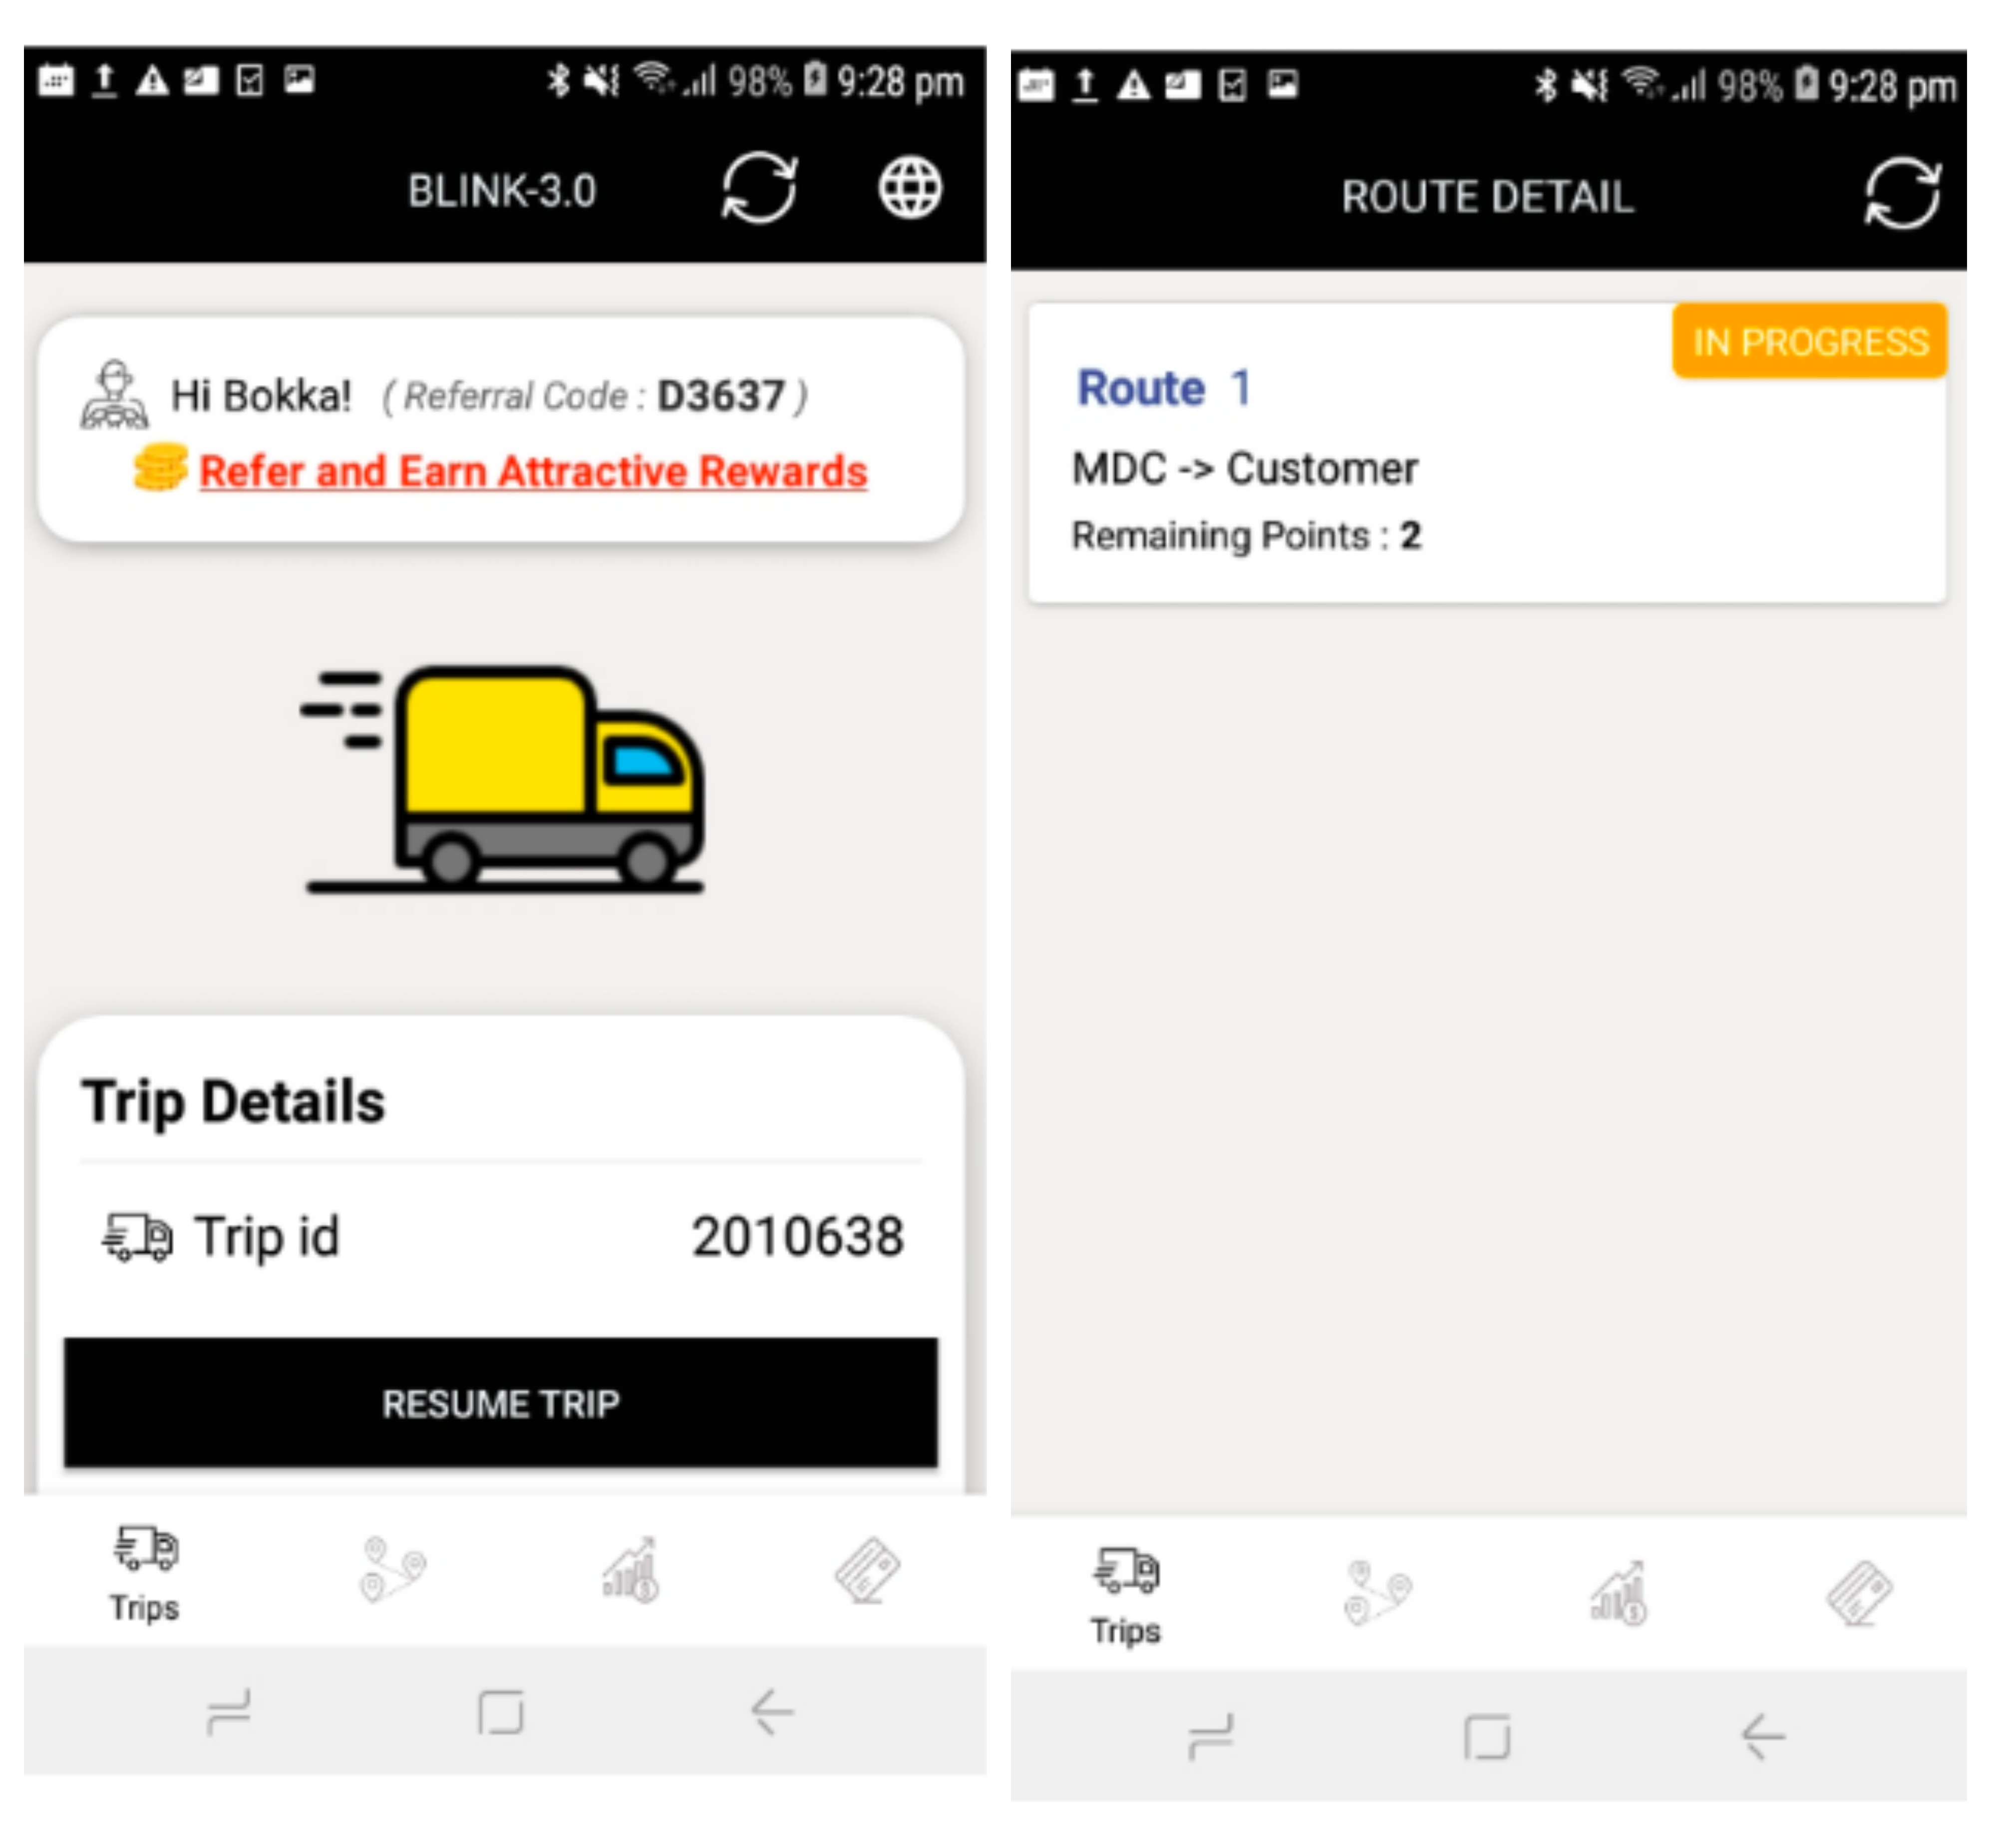 98% 9:28 pm
BLINK-3.0
Hi Bokka! ( Referral Code : D3637 )
Refer and Earn Attractive Rewards
Trip Details
Trip id 2010638
RESUME TRIP
Trips
98% 9:28 pm
ROUTE DETAIL
IN PROGRESS
Route 1
MDC -> Customer
Remaining Points : 2
Trips